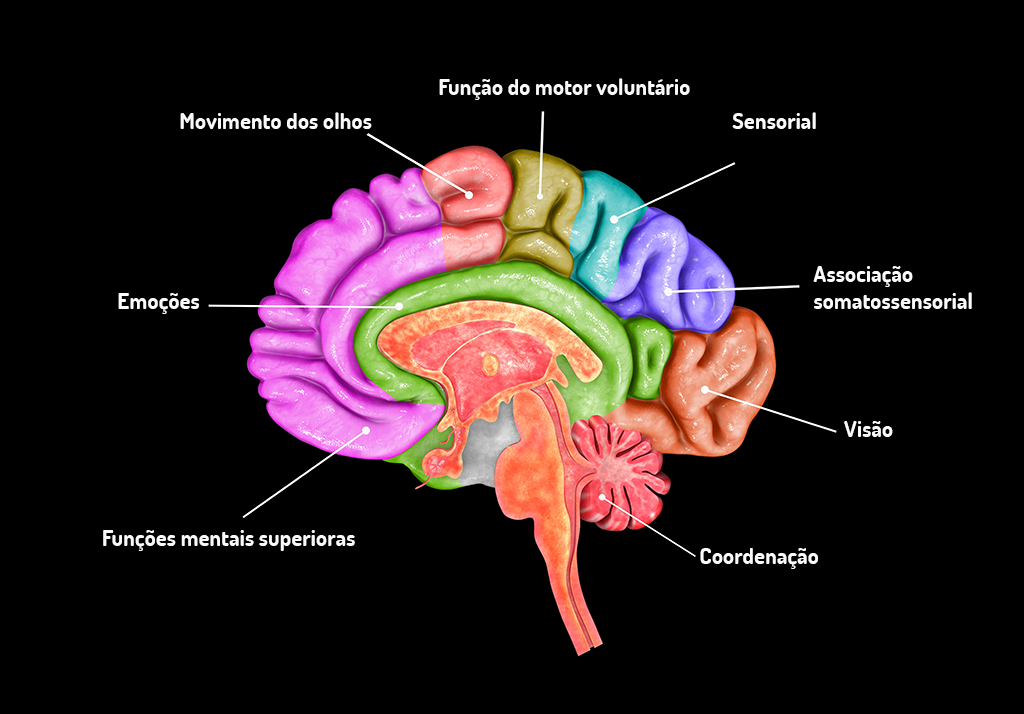 Função do motor voluntário
Movimento dos olhos
Sensorial
Associação
somatossensorial
Emoções
Visão
Funções mentais superioras
Coordenação